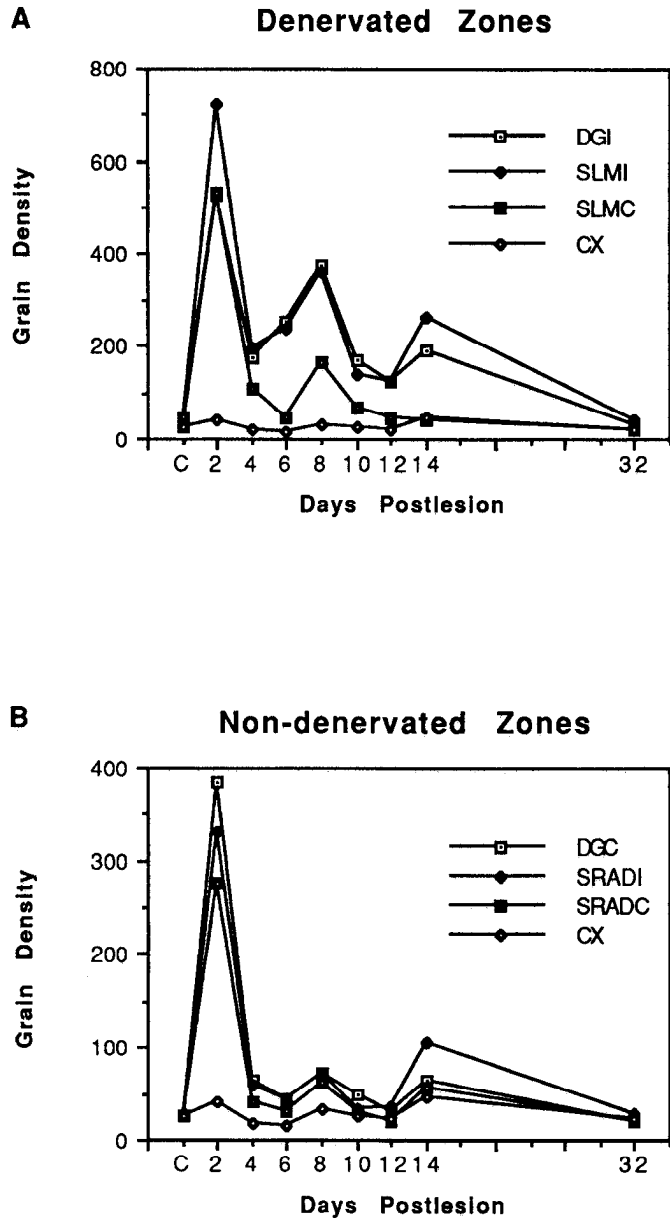 A
Denervated Zones
800
600
400
200
0
Grain Density
DGI
SLMI
SLMC
CX
C 2 4 6 8 10 12 14 32
Days Postlesion
B
Non-denervated Zones
400
300
200
100
0
Grain Density
DGC
SRADI
SRADC
CX
C 2 4 6 8 10 12 14 32
Days Postlesion